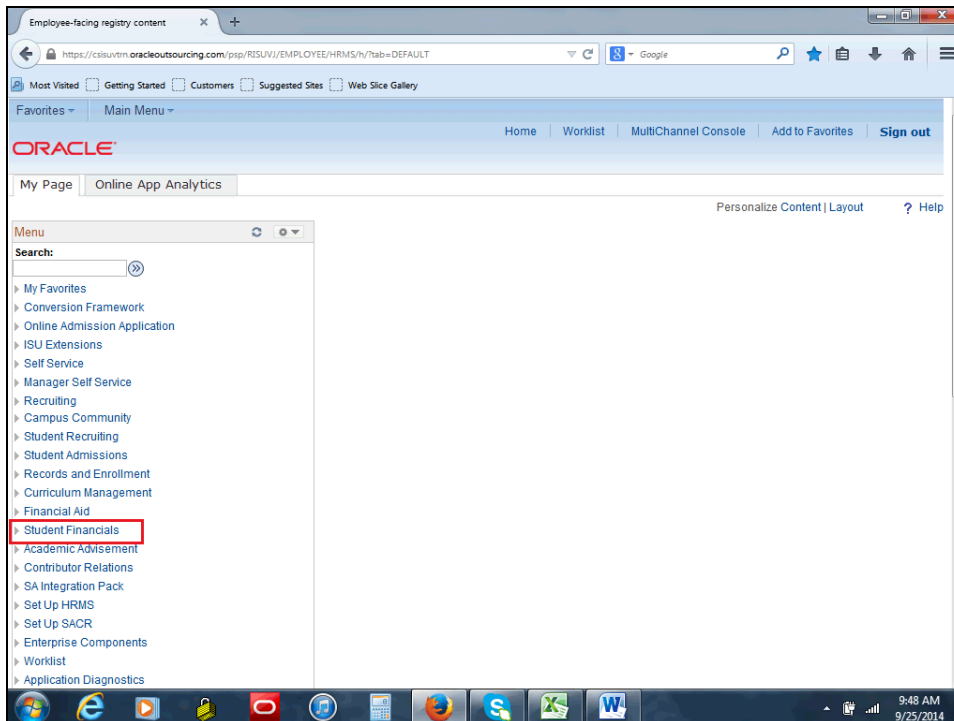 Employee-facing registry content
https://csisuvtrn.oracleoutsourcing.com/psp/RISUVJ/EMPLOYEE/HRMS/h/?tab=DEFAULT
8 Google
Most Visited Getting Started Customers Suggested Sites Web Slice Gallery
Favorites Main Menu
Home Worklist MultiChannel Console Add to Favorites Sign out
ORACLE
My Page Online App Analytics
Personalize Content | Layout ? Help
Menu
Search:
My Favorites
Conversion Framework
Online Admission Application
ISU Extensions
Self Service
Manager Self Service
Recruiting
Campus Community
Student Recruiting
Student Admissions
Records and Enrollment
Curriculum Management
Financial Aid
Student Financials
Academic Advisement
Contributor Relations
SA Integration Pack
Set Up HRMS
Set Up SACR
Enterprise Components
Worklist
Application Diagnostics
9:48 AM
9/25/2014